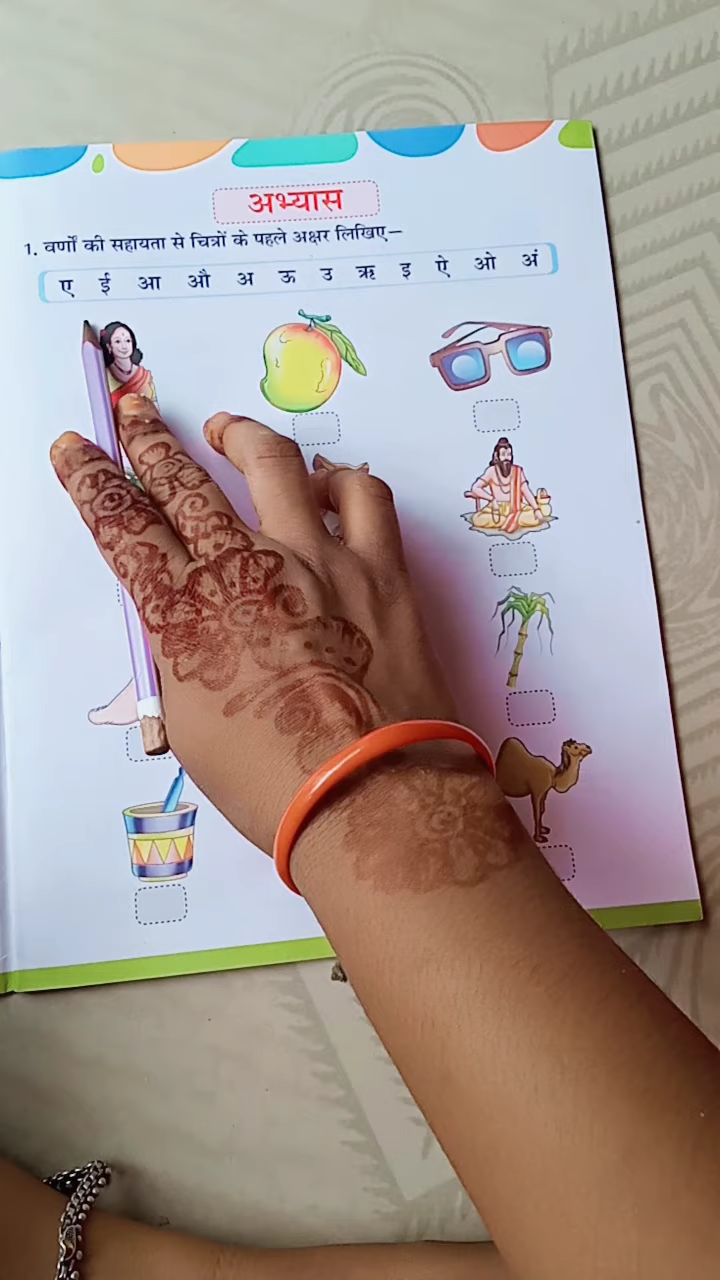 अभ्यास
1. वर्णों की सहायता से चित्रों के पहले अक्षर लिखिए–
ए ई आ औ अ ऊ उ ऋ इ ऐ ओ अं